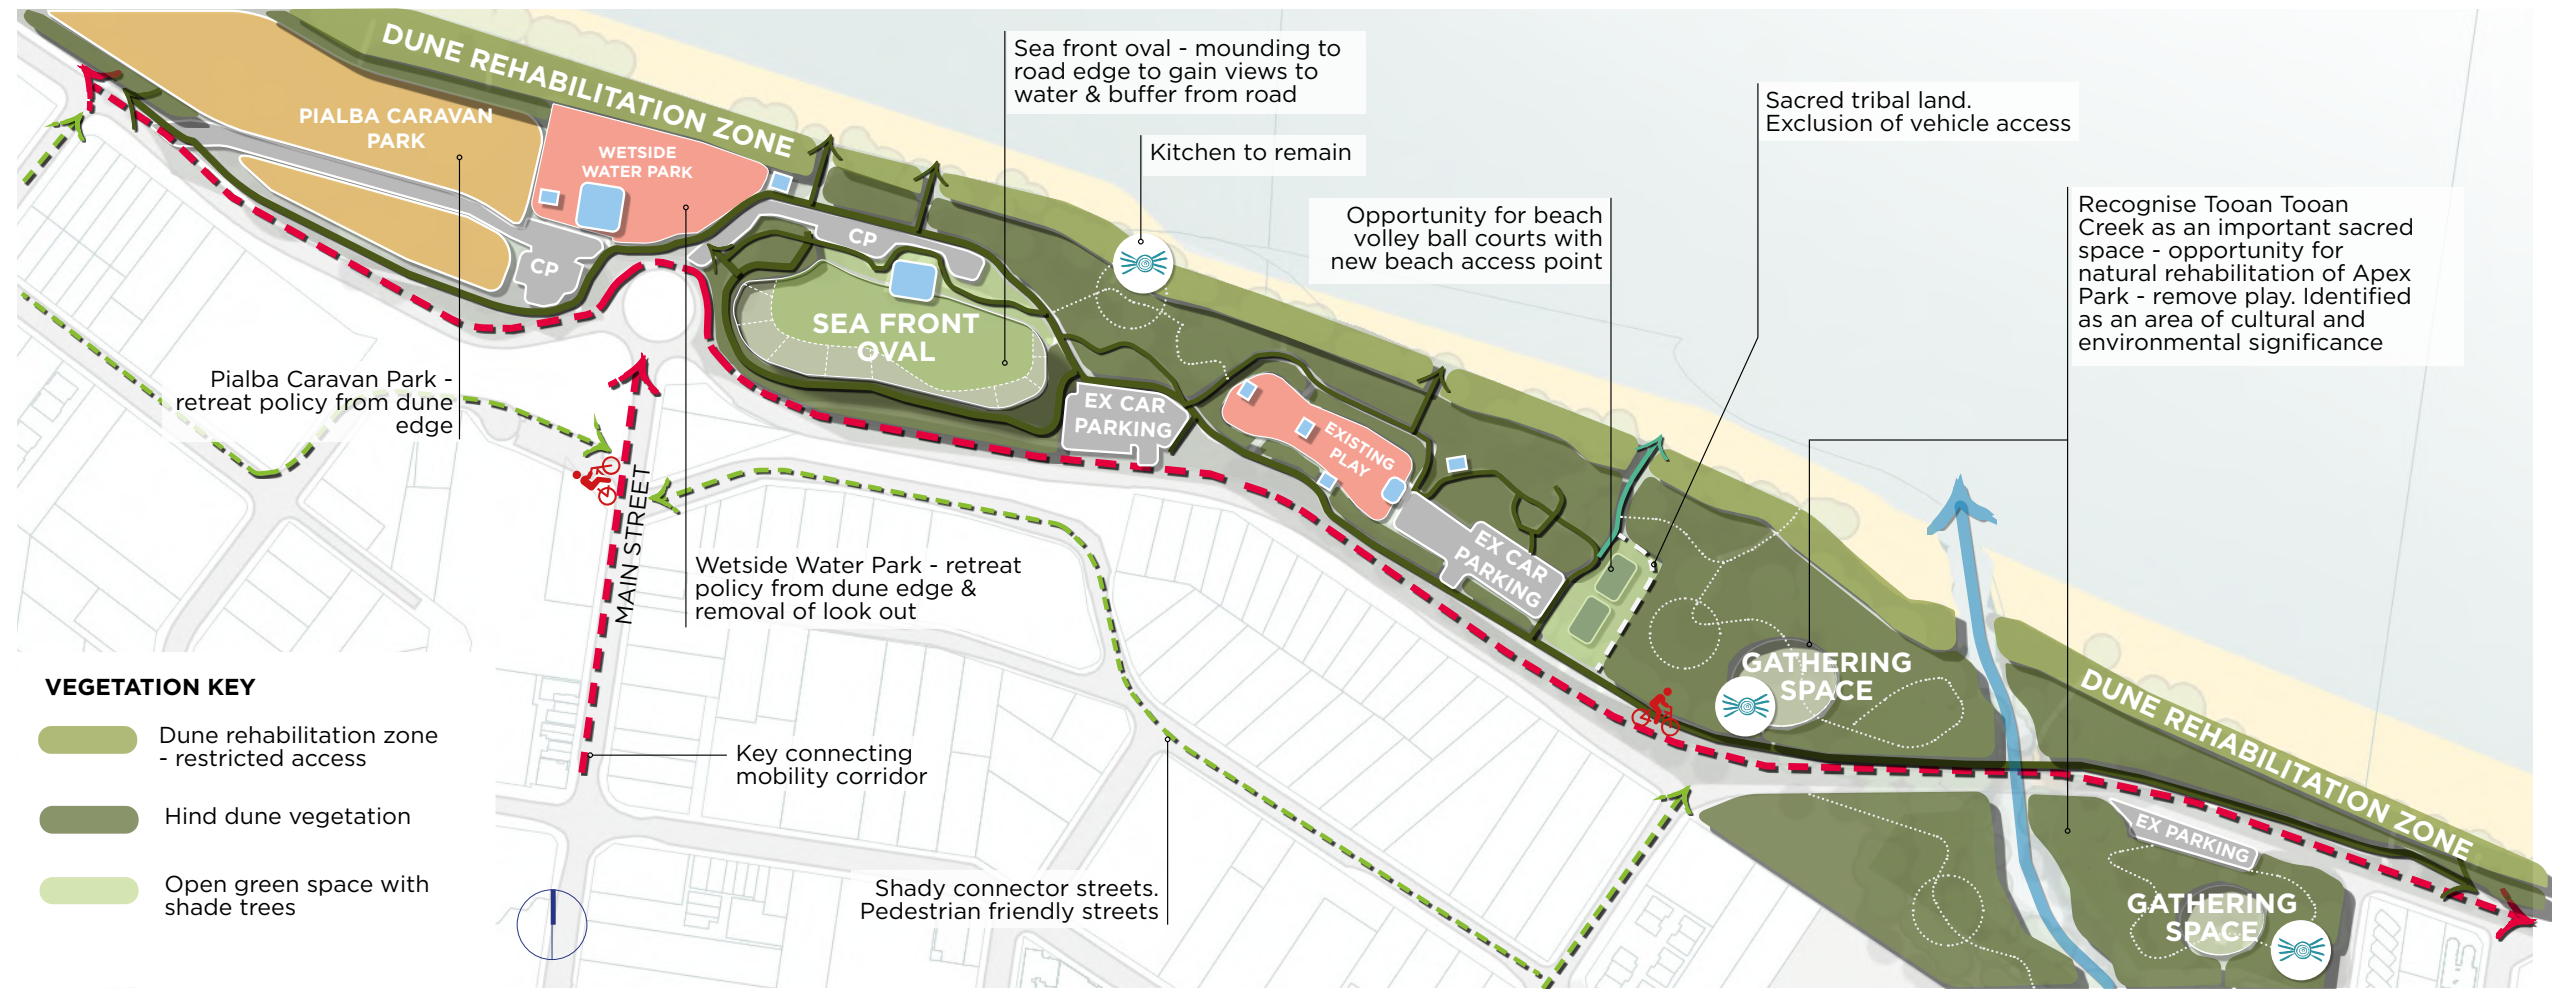 DUNE REHABILITATION ZONE
Sea front oval - mounding to
road edge to gain views to
water & buffer from road
Kitchen to remain
Sacred tribal land.
Exclusion of vehicle access
Opportunity for beach
volley ball courts with
new beach access point
Recognise Tooan Tooan
Creek as an important sacred
space - opportunity for
natural rehabilitation of Apex
Park - remove play. Identified
as an area of cultural and
environmental significance
PIALBA CARAVAN
PARK
WETSIDE
WATER PARK
CP
CP
SEA FRONT
OVAL
Pialba Caravan Park -
retreat policy from dune
edge
EX CAR
PARKING
EXISTING
PLAY
EX CAR
PARKING
MAIN STREET
Wetside Water Park - retreat
policy from dune edge &
removal of look out
GATHERING
SPACE
DUNE REHABILITATION ZONE
Key connecting
mobility corridor
EX PARKING
Shady connector streets.
Pedestrian friendly streets
GATHERING
SPACE
VEGETATION KEY
Dune rehabilitation zone
- restricted access
Hind dune vegetation
Open green space with
shade trees